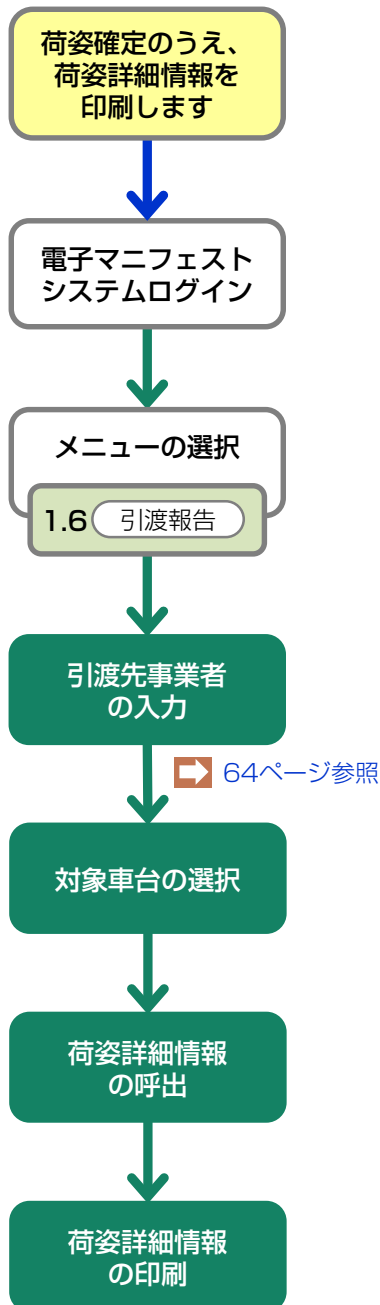 荷姿確定のうえ、
荷姿詳細情報を
印刷します
電子マニフェスト
システムログイン
メニューの選択
1.6 引渡報告
引渡先事業者
の入力
64ページ参照
対象車台の選択
荷姿詳細情報
の呼出
荷姿詳細情報
の印刷